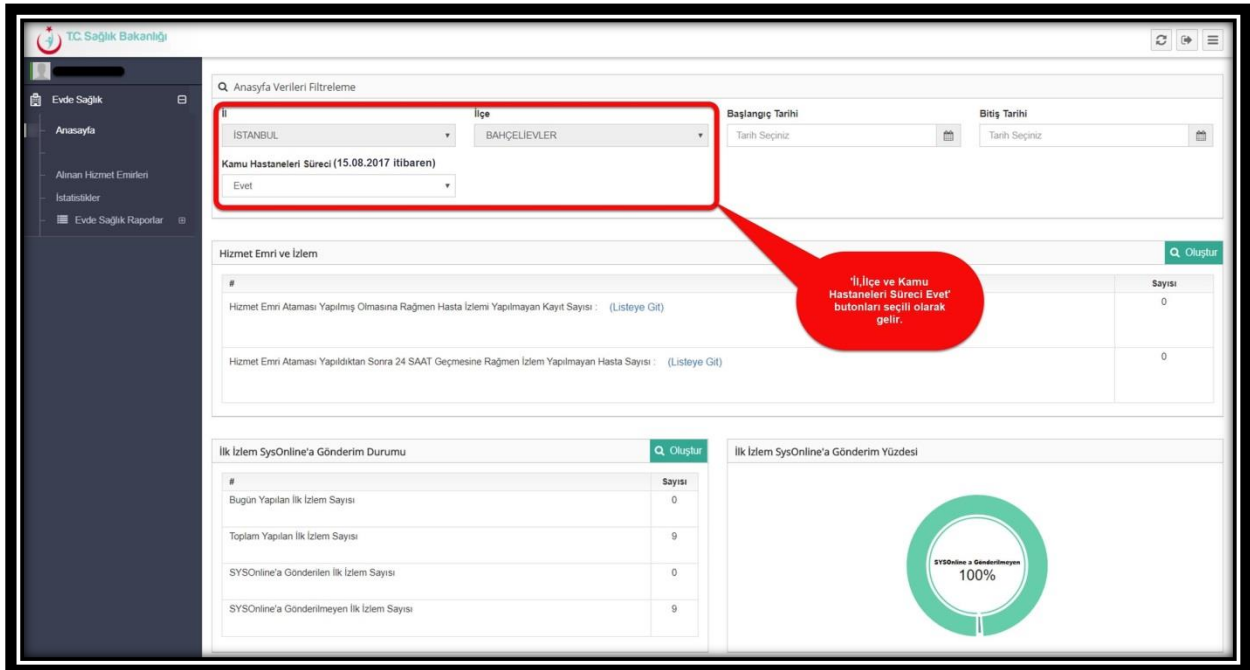 T.C. Sağlık Bakanlığı
Evde Sağlık
Anasayfa
Alınan Hizmet Emirleri
İstatistikler
Evde Sağlık Raporlar
Anasyfa Verileri Filtreleme
İl
İSTANBUL
İlçe
BAHÇELİEVLER
Başlangıç Tarihi
Tarih Seçiniz
Bitiş Tarihi
Tarih Seçiniz
Kamu Hastaneleri Süreci (15.08.2017 itibaren)
Evet
'İl,İlçe ve Kamu
Hastaneleri Süreci Evet'
butonları seçili olarak
gelir.
Hizmet Emri ve İzlem
Oluştur
# Sayısı
Hizmet Emri Ataması Yapılmış Olmasına Rağmen Hasta İzlemi Yapılmayan Kayıt Sayısı : (Listeye Git) 0
Hizmet Emri Ataması Yapıldıktan Sonra 24 SAAT Geçmesine Rağmen İzlem Yapılmayan Hasta Sayısı : (Listeye Git) 0
İlk İzlem SysOnline'a Gönderim Durumu
Oluştur
# Sayısı
Bugün Yapılan İlk İzlem Sayısı 0
Toplam Yapılan İlk İzlem Sayısı 9
SYSOnline'a Gönderilen İlk İzlem Sayısı 0
SYSOnline'a Gönderilmeyen İlk İzlem Sayısı 9
İlk İzlem SysOnline'a Gönderim Yüzdesi
SYSOnline a Gönderilmeyen
100%